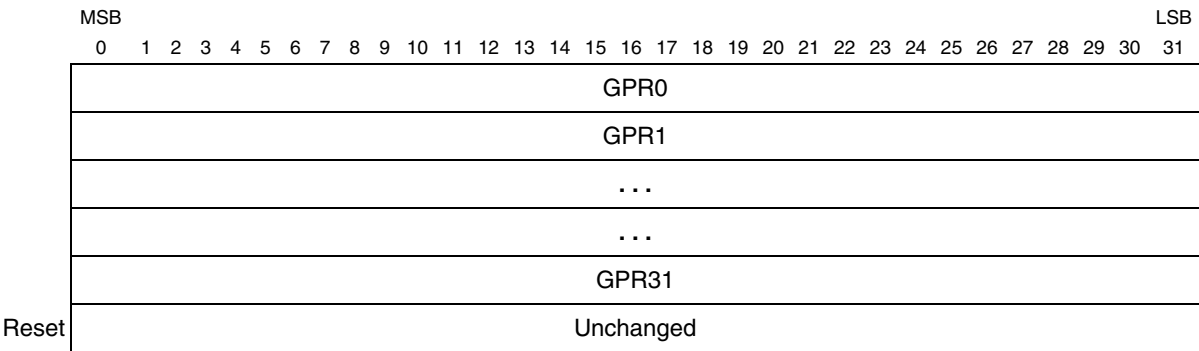 MSB LSB
0 1 2 3 4 5 6 7 8 9 10 11 12 13 14 15 16 17 18 19 20 21 22 23 24 25 26 27 28 29 30 31
GPR0
GPR1
. . .
. . .
GPR31
Reset Unchanged